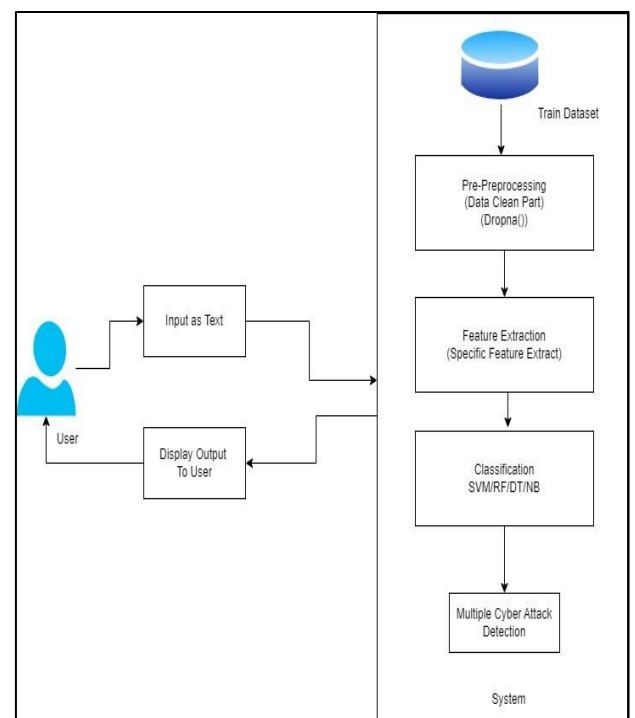 Train Dataset
Pre-Preprocessing
(Data Clean Part)
(Dropna())
Input as Text
Feature Extraction
(Specific Feature Extract)
User
Display Output
To User
Classification
SVM/RF/DT/NB
Multiple Cyber Attack
Detection
System